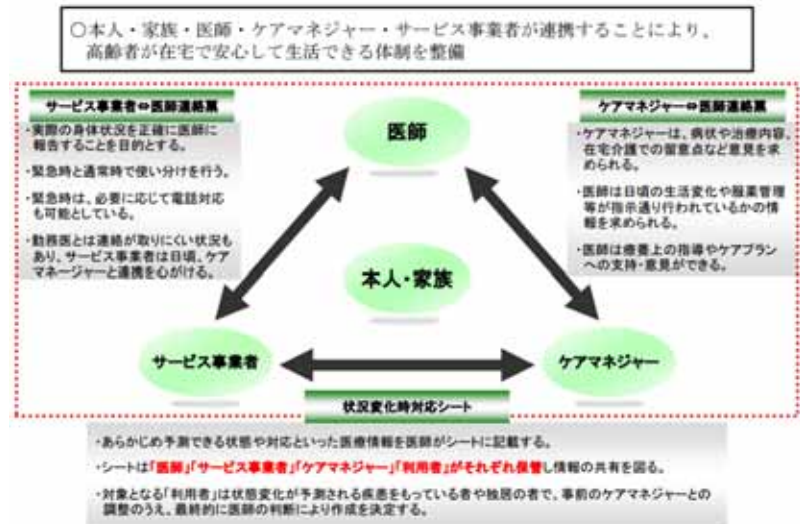 ○本人・家族・医師・ケアマネジャー・サービス事業者が連携することにより、
高齢者が在宅で安心して生活できる体制を整備
サービス事業者⇔医師連絡票
・実際の身体状況を正確に医師に
報告することを目的とする。
・緊急時と通常時で使い分けを行う。
・緊急時は、必要に応じて電話対応
も可能としている。
・勤務医とは連絡が取りにくい状況も
あり、サービス事業者は日頃、ケア
マネージャーと連携を心がける。
医師
ケアマネジャー⇔医師連絡票
・ケアマネジャーは、病状や治療内容、
在宅介護での留意点など意見を求
められる。
・医師は日頃の生活変化や服薬管理
等が指示通り行われているかの情
報を求められる。
・医師は療養上の指導やケアプラン
への支持・意見ができる。
本人・家族
サービス事業者
ケアマネジャー
状況変化時対応シート
・あらかじめ予測できる状態や対応といった医療情報を医師がシートに記載する。
・シートは「医師」「サービス事業者」「ケアマネジャー」「利用者」がそれぞれ保管し情報の共有を図る。
・対象となる「利用者」は状態変化が予測される疾患をもっている者や独居の者で、事前のケアマネジャーとの
調整のうえ、最終的に医師の判断により作成を決定する。